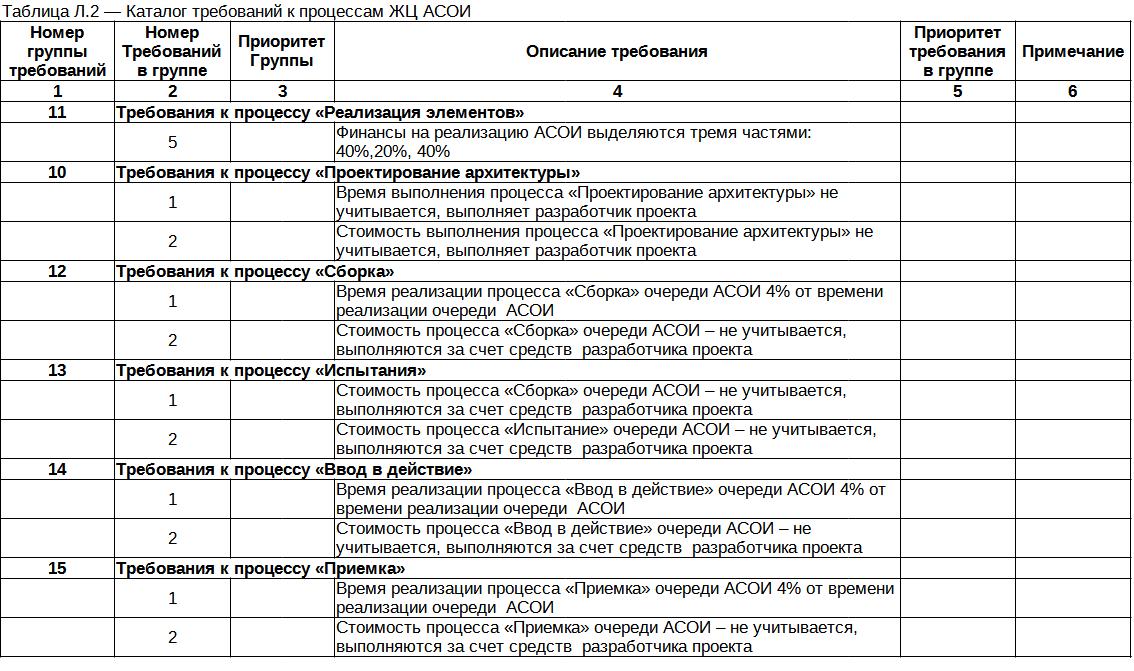 Таблица Л.2 — Каталог требований к процессам ЖЦ АСОИ
Номер группы требований
Номер Требований в группе
Приоритет Группы
Описание требования
Приоритет требования в группе
Примечание
1 2 3 4 5 6
11 Требования к процессу «Реализация элементов»
5 Финансы на реализацию АСОИ выделяются тремя частями:
40%,20%, 40%
10 Требования к процессу «Проектирование архитектуры»
1 Время выполнения процесса «Проектирование архитектуры» не
учитывается, выполняет разработчик проекта
2 Стоимость выполнения процесса «Проектирование архитектуры» не
учитывается, выполняет разработчик проекта
12 Требования к процессу «Сборка»
1 Время реализации процесса «Сборка» очереди АСОИ 4% от времени
реализации очереди  АСОИ
2 Стоимость процесса «Сборка» очереди АСОИ – не учитывается,
выполняются за счет средств  разработчика проекта
13 Требования к процессу «Испытания»
1 Стоимость процесса «Сборка» очереди АСОИ – не учитывается,
выполняются за счет средств  разработчика проекта
2 Стоимость процесса «Испытание» очереди АСОИ – не учитывается,
выполняются за счет средств  разработчика проекта
14 Требования к процессу «Ввод в действие»
1 Время реализации процесса «Ввод в действие» очереди АСОИ 4% от
времени реализации очереди  АСОИ
2 Стоимость процесса «Ввод в действие» очереди АСОИ – не
учитывается, выполняются за счет средств  разработчика проекта
15 Требования к процессу «Приемка»
1 Время реализации процесса «Приемка» очереди АСОИ 4% от времени
реализации очереди  АСОИ
2 Стоимость процесса «Приемка» очереди АСОИ – не учитывается,
выполняются за счет средств  разработчика проекта